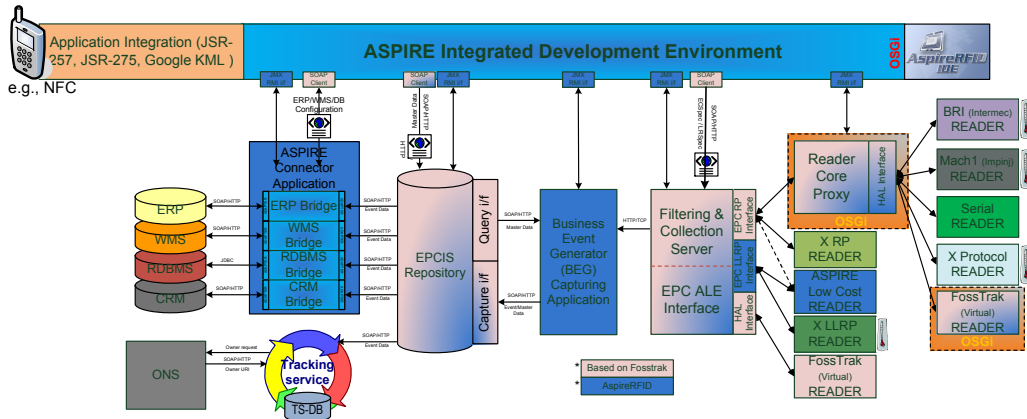 Application Integration (JSR-
257, JSR-275, Google KML )
e.g., NFC
ASPIRE Integrated Development Environment
OSGi
AspireRFID
IDE
JMX
RMI i/f
SOAP
Client
SOAP
Client
JMX
RMI i/f
JMX
RMI i/f
JMX
RMI i/f
SOAP
Client
JMX
RMI i/f
ERP/WMS/DB
Configuration
HTTP
Master Data
SOAP/HTTP
ECSpec / LRSpec
SOAP/HTTP
ASPIRE
Connector
Application
ERP Bridge
WMS
Bridge
RDBMS
Bridge
CRM
Bridge
ERP
WMS
RDBMS
CRM
SOAP/HTTP
SOAP/HTTP
JDBC
SOAP/HTTP
SOAP/HTTP
Event Data
SOAP/HTTP
Event Data
SOAP/HTTP
Event Data
SOAP/HTTP
Event Data
EPCIS
Repository
Query i/f
Capture i/f
SOAP/HTTP
Master Data
SOAP/HTTP
Event/Master
Data
Business
Event
Generator
(BEG)
Capturing
Application
HTTP/TCP
Filtering &
Collection
Server
EPC ALE
Interface
EPC RP
Interface
EPC LLRP
Interface
HAL
Interface
Reader
Core
Proxy
HAL Interface
OSGi
BRI (Intermec)
READER
Mach1 (Impinj)
READER
Serial
READER
X Protocol
READER
FossTrak
(Virtual)
READER
OSGi
X RP
READER
ASPIRE
Low Cost
READER
X LLRP
READER
FossTrak
(Virtual)
READER
ONS
Owner request
SOAP/HTTP
Owner URI
Tracking
service
TS-DB
SOAP/HTTP
Event Data
* Based on Fosstrak
* AspireRFID